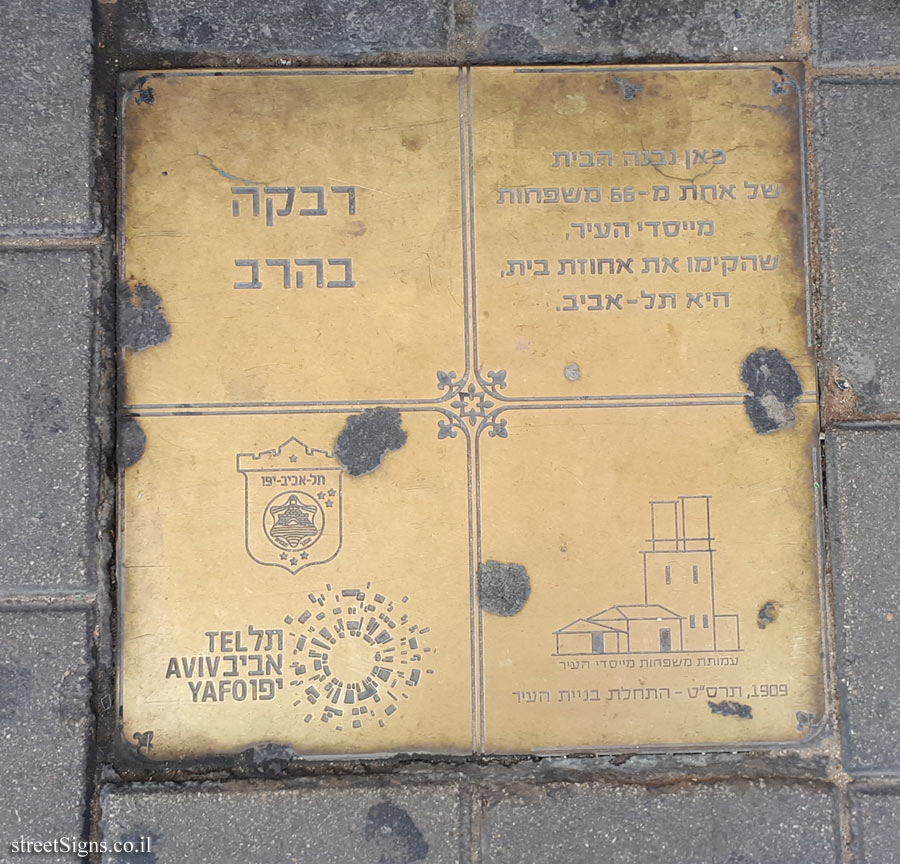 כאן נבנה הבית
של אחת מ-66 משפחות
מייסדי העיר,
שהקימו את אחוזת בית,
היא תל-אביב.
רבקה
בהרב
תל-אביב-יפו
TEL תל
AVIV אביב
YAFO יפו
עמותת משפחות מייסדי העיר
1909, תרס"ט - התחלת בניית העיר
streetSigns.co.il